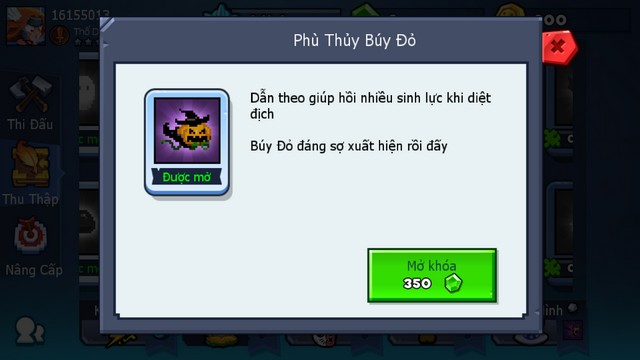 16155013
Phù Thủy Búy Đỏ
Dẫn theo giúp hồi nhiều sinh lực khi diệt
địch
Búy Đỏ đáng sợ xuất hiện rồi đấy
Được mở
Thi Đấu
Thu Thập
Nâng Cấp
Mở khóa
350